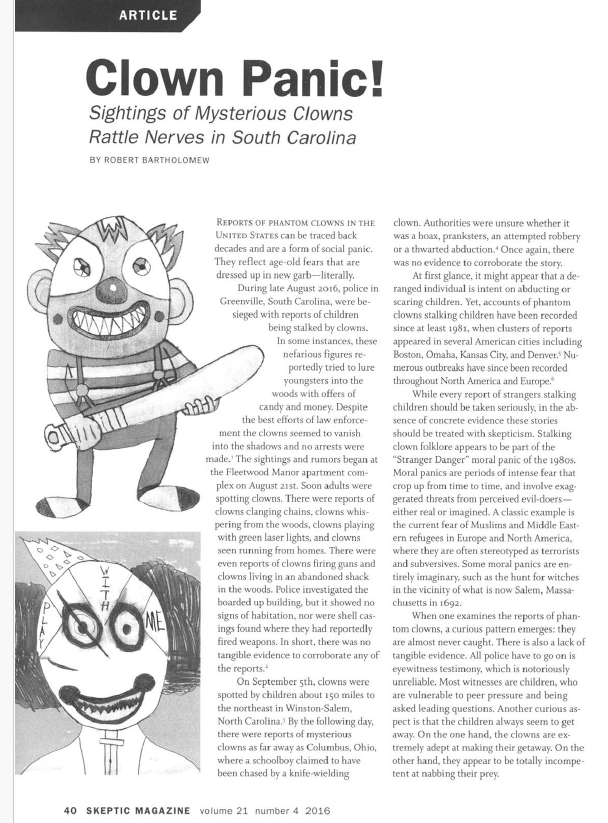 ARTICLE
Clown Panic!
Sightings of Mysterious Clowns
Rattle Nerves in South Carolina
BY ROBERT BARTHOLOMEW
REPORTS OF PHANTOM CLOWNS IN THE
UNITED STATES can be traced back
decades and are a form of social panic.
They reflect age-old fears that are
dressed up in new garb—literally.
During late August 2016, police in
Greenville, South Carolina, were be-
sieged with reports of children
being stalked by clowns.
In some instances, these
nefarious figures re-
portedly tried to lure
youngsters into the
woods with offers of
candy and money. Despite
the best efforts of law enforce-
ment the clowns seemed to vanish
into the shadows and no arrests were
made.¹ The sightings and rumors began at
the Fleetwood Manor apartment com-
plex on August 21st. Soon adults were
spotting clowns. There were reports of
clowns clanging chains, clowns whis-
pering from the woods, clowns playing
with green laser lights, and clowns
seen running from homes. There were
even reports of clowns firing guns and
clowns living in an abandoned shack
in the woods. Police investigated the
boarded up building, but it showed no
signs of habitation, nor were shell cas-
ings found where they had reportedly
fired weapons. In short, there was no
tangible evidence to corroborate any of
the reports.²
On September 5th, clowns were
spotted by children about 150 miles to
the northeast in Winston-Salem,
North Carolina.³ By the following day,
there were reports of mysterious
clowns as far away as Columbus, Ohio,
where a schoolboy claimed to have
been chased by a knife-wielding
clown. Authorities were unsure whether it
was a hoax, pranksters, an attempted robbery
or a thwarted abduction.⁴ Once again, there
was no evidence to corroborate the story.
At first glance, it might appear that a de-
ranged individual is intent on abducting or
scaring children. Yet, accounts of phantom
clowns stalking children have been recorded
since at least 1981, when clusters of reports
appeared in several American cities including
Boston, Omaha, Kansas City, and Denver.⁵ Nu-
merous outbreaks have since been recorded
throughout North America and Europe.⁶
While every report of strangers stalking
children should be taken seriously, in the ab-
sence of concrete evidence these stories
should be treated with skepticism. Stalking
clown folklore appears to be part of the
"Stranger Danger" moral panic of the 1980s.
Moral panics are periods of intense fear that
crop up from time to time, and involve exag-
gerated threats from perceived evil-doers—
either real or imagined. A classic example is
the current fear of Muslims and Middle East-
ern refugees in Europe and North America,
where they are often stereotyped as terrorists
and subversives. Some moral panics are en-
tirely imaginary, such as the hunt for witches
in the vicinity of what is now Salem, Massa-
chusetts in 1692.
When one examines the reports of phan-
tom clowns, a curious pattern emerges: they
are almost never caught. There is also a lack of
tangible evidence. All police have to go on is
eyewitness testimony, which is notoriously
unreliable. Most witnesses are children, who
are vulnerable to peer pressure and being
asked leading questions. Another curious as-
pect is that the children always seem to get
away. On the one hand, the clowns are ex-
tremely adept at making their getaway. On the
other hand, they appear to be totally incompe-
tent at nabbing their prey.
PLAY
WITH
ME
40 SKEPTIC MAGAZINE volume 21 number 4 2016